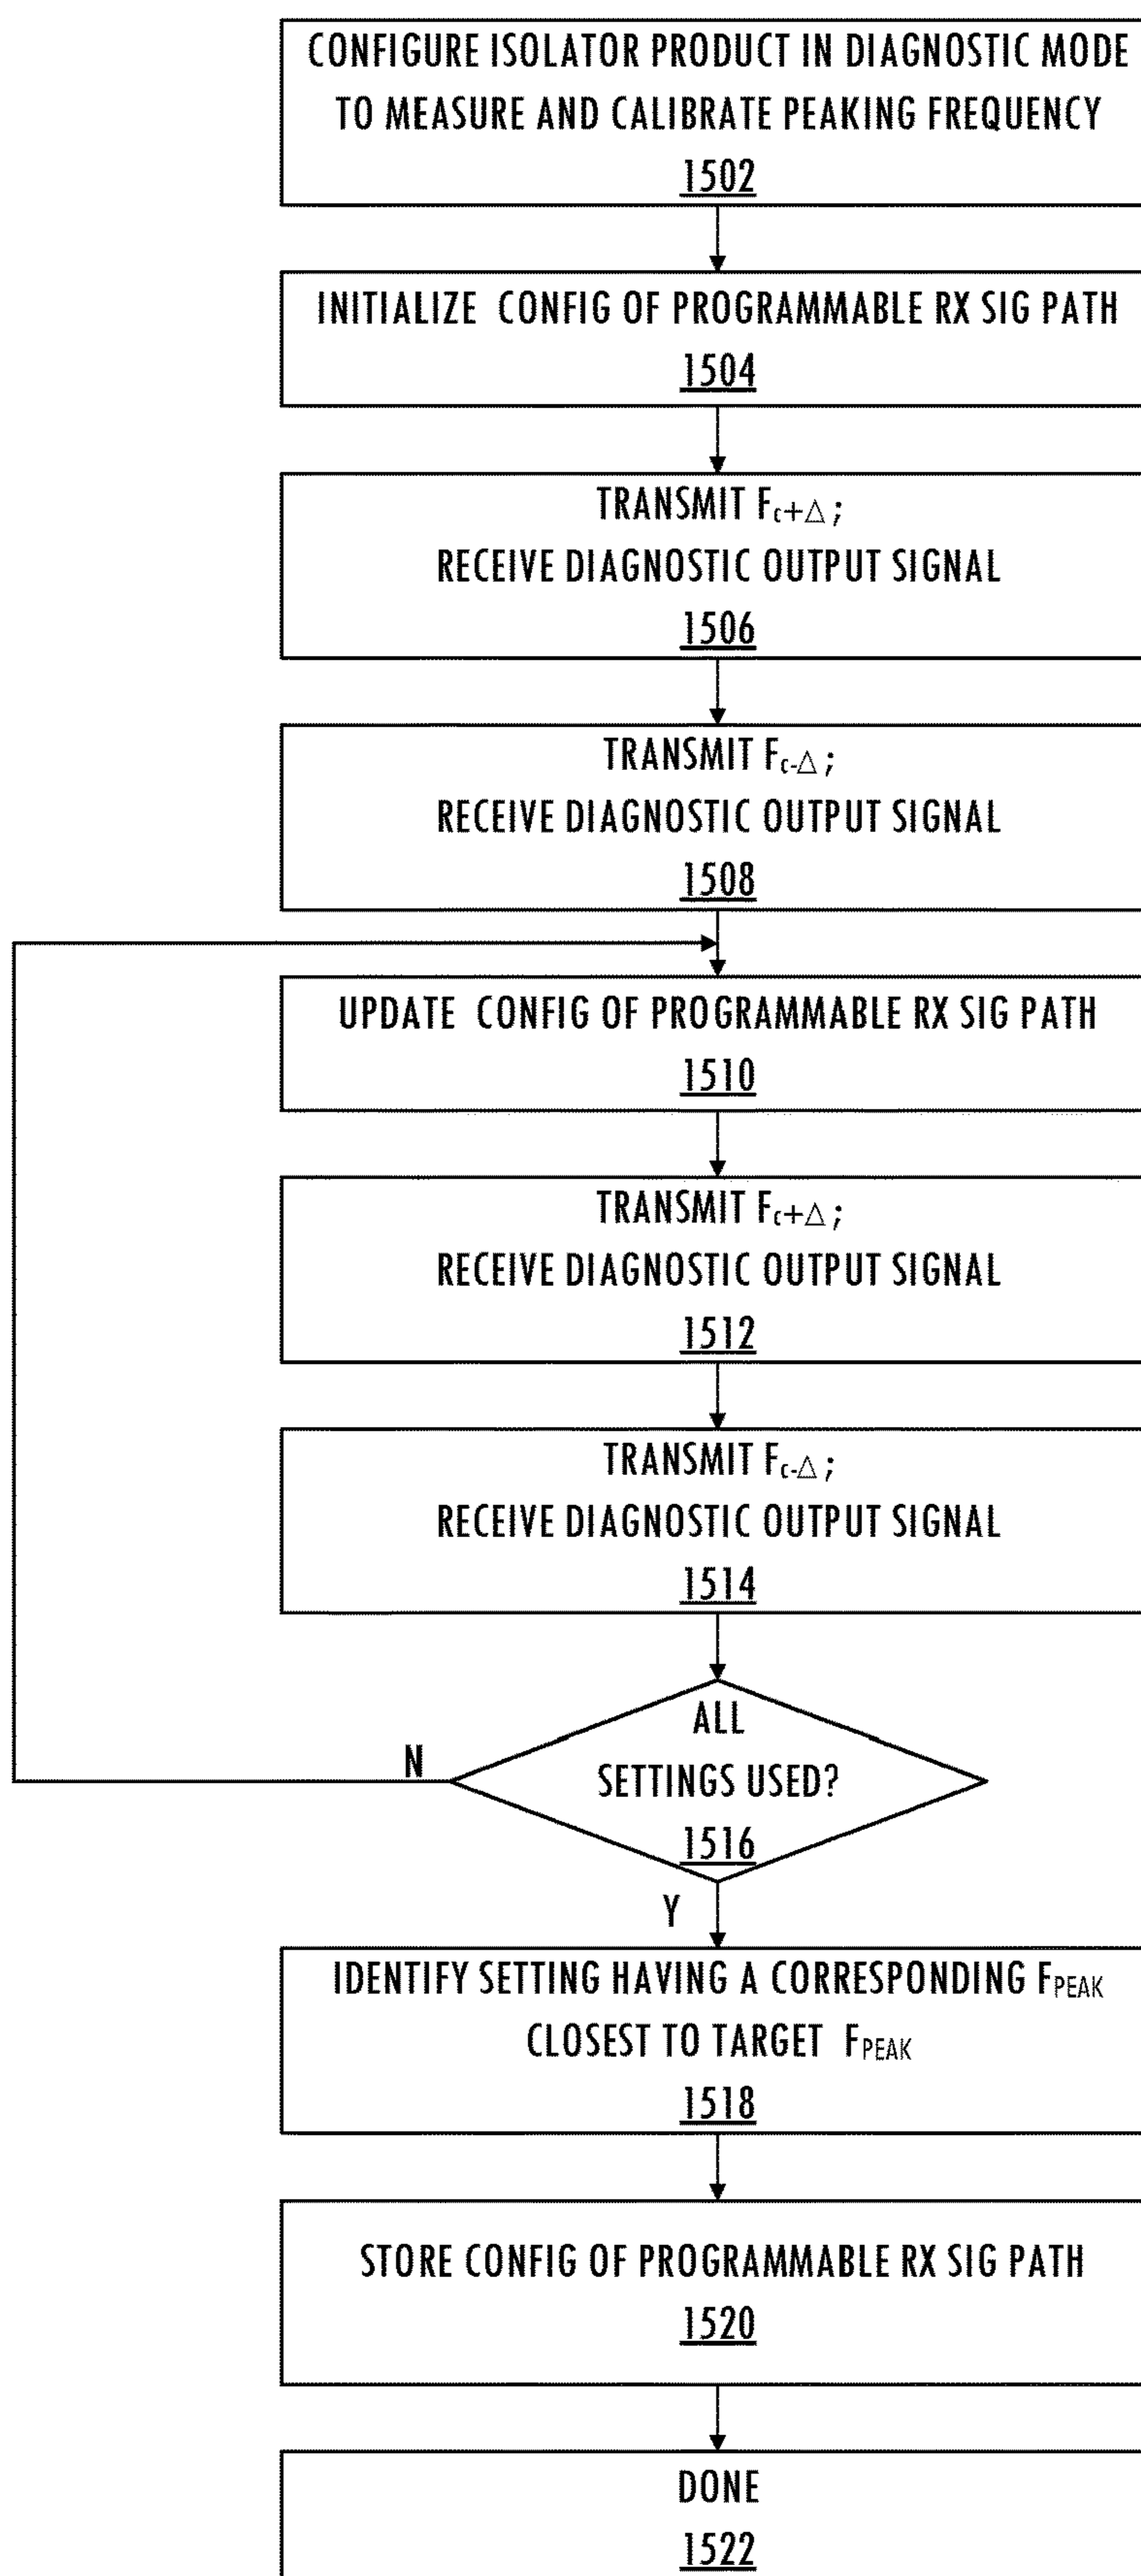 CONFIGURE ISOLATOR PRODUCT IN DIAGNOSTIC MODE
TO MEASURE AND CALIBRATE PEAKING FREQUENCY
1502
INITIALIZE CONFIG OF PROGRAMMABLE RX SIG PATH
1504
TRANSMIT Fc+△;
RECEIVE DIAGNOSTIC OUTPUT SIGNAL
1506
TRANSMIT Fc-△;
RECEIVE DIAGNOSTIC OUTPUT SIGNAL
1508
UPDATE CONFIG OF PROGRAMMABLE RX SIG PATH
1510
TRANSMIT Fc+△;
RECEIVE DIAGNOSTIC OUTPUT SIGNAL
1512
TRANSMIT Fc-△;
RECEIVE DIAGNOSTIC OUTPUT SIGNAL
1514
ALL
N
SETTINGS USED?
1516
Y
IDENTIFY SETTING HAVING A CORRESPONDING FPEAK
CLOSEST TO TARGET FPEAK
1518
STORE CONFIG OF PROGRAMMABLE RX SIG PATH
1520
DONE
1522